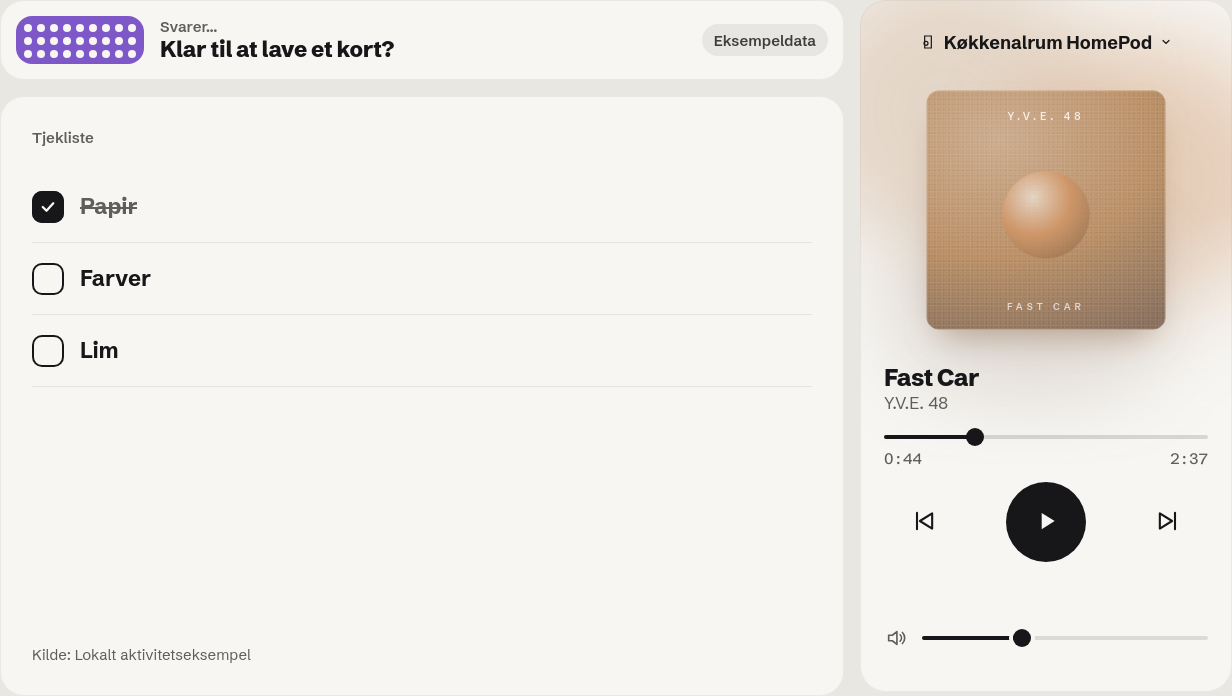 Svarer...
Klar til at lave et kort?
Eksempeldata
Tjekliste
Papir
Farver
Lim
Kilde: Lokalt aktivitetseksempel
Køkkenalrum HomePod
Y.V.E. 48
FAST CAR
Fast Car
Y.V.E. 48
0:44
2:37